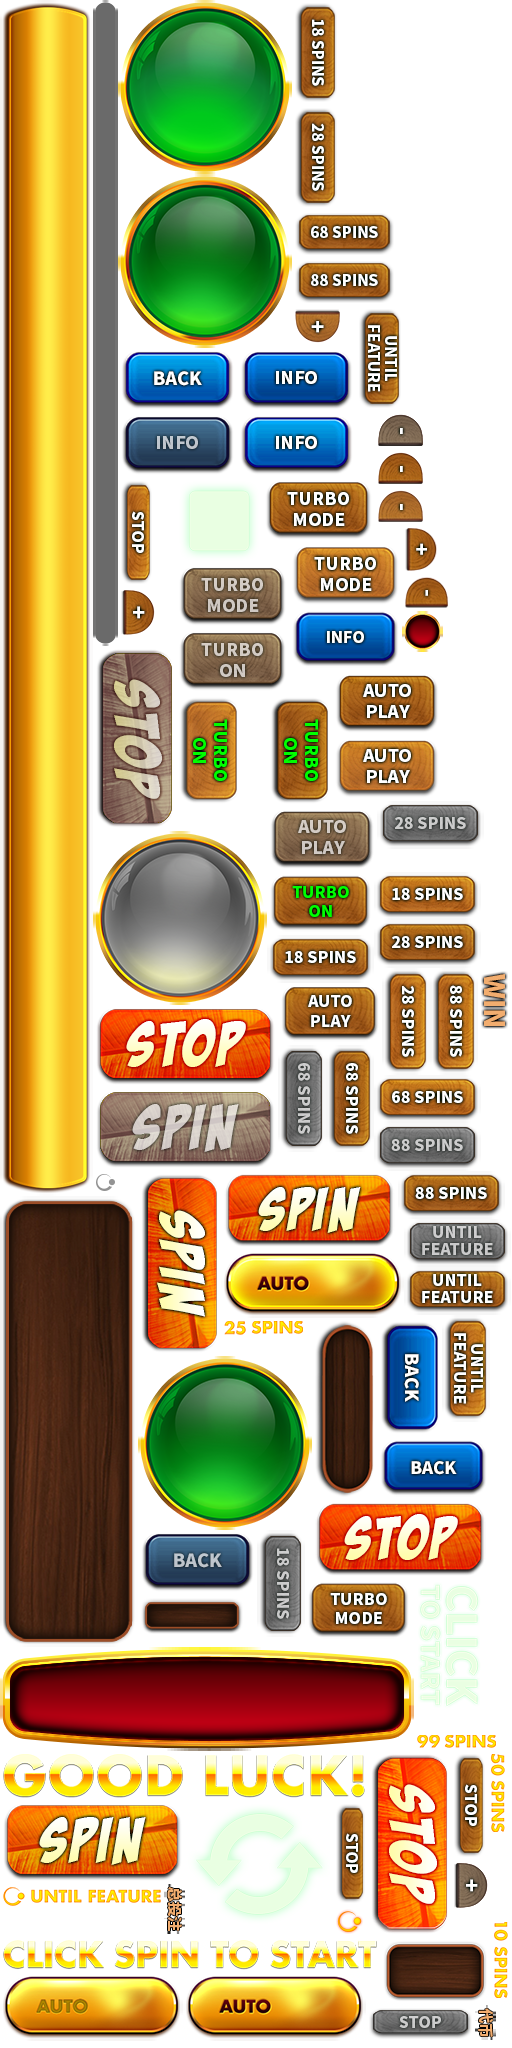 18 SPINS
28 SPINS
68 SPINS
88 SPINS
+
UNTIL
FEATURE
BACK
INFO
INFO
INFO
-
-
-
STOP
TURBO
MODE
+
TURBO
MODE
TURBO
MODE
-
+
INFO
TURBO
ON
STOP
AUTO
PLAY
TURBO
ON
TURBO
ON
AUTO
PLAY
AUTO
PLAY
28 SPINS
TURBO
ON
18 SPINS
18 SPINS
28 SPINS
AUTO
PLAY
28 SPINS
88 SPINS
WIN
STOP
68 SPINS
68 SPINS
68 SPINS
SPIN
88 SPINS
SPIN
SPIN
88 SPINS
UNTIL
FEATURE
AUTO
UNTIL
FEATURE
25 SPINS
BACK
UNTIL
FEATURE
BACK
STOP
BACK
18 SPINS
TURBO
MODE
CLICK
TO START
99 SPINS
GOOD LUCK!
STOP
STOP
50 SPINS
SPIN
STOP
+
UNTIL FEATURE
总投注
CLICK SPIN TO START
10 SPINS
AUTO
AUTO
STOP
代币